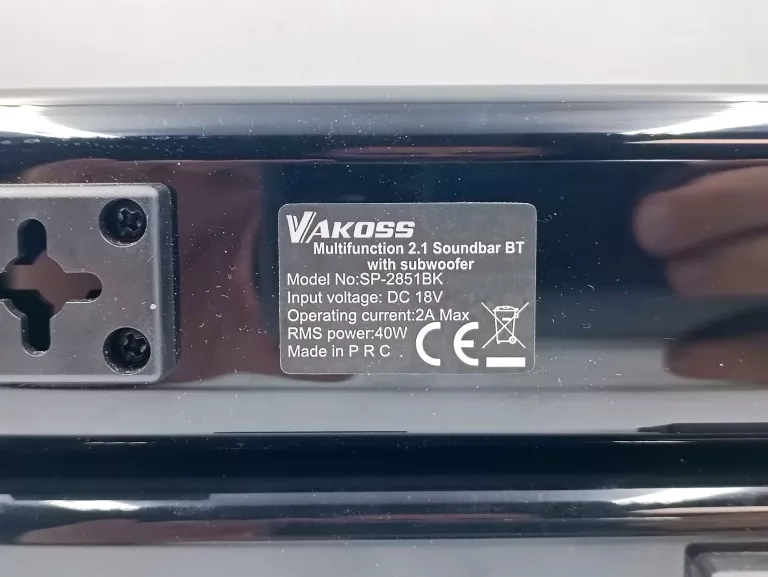 VAKOSS
Multifunction 2.1 Soundbar BT
with subwoofer
Model No:SP-2851BK
Input voltage: DC 18V
Operating current:2A Max
RMS power:40W
Made in P R C .
CE